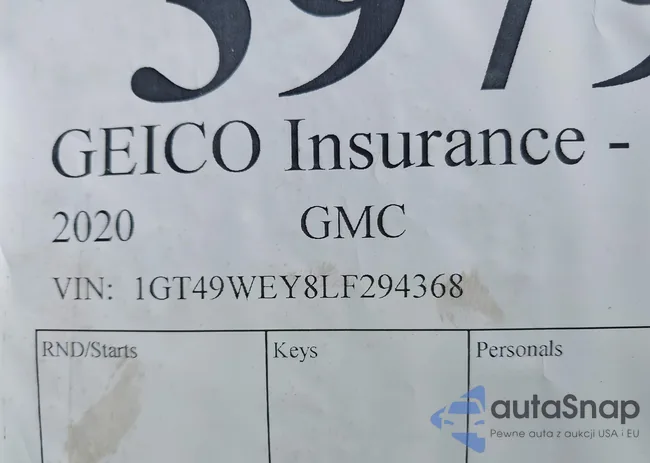 GEICO Insurance -
2020 GMC
VIN: 1GT49WEY8LF294368
RND/Starts Keys Personals
autaSnap
Pewne auta z aukcji USA i EU